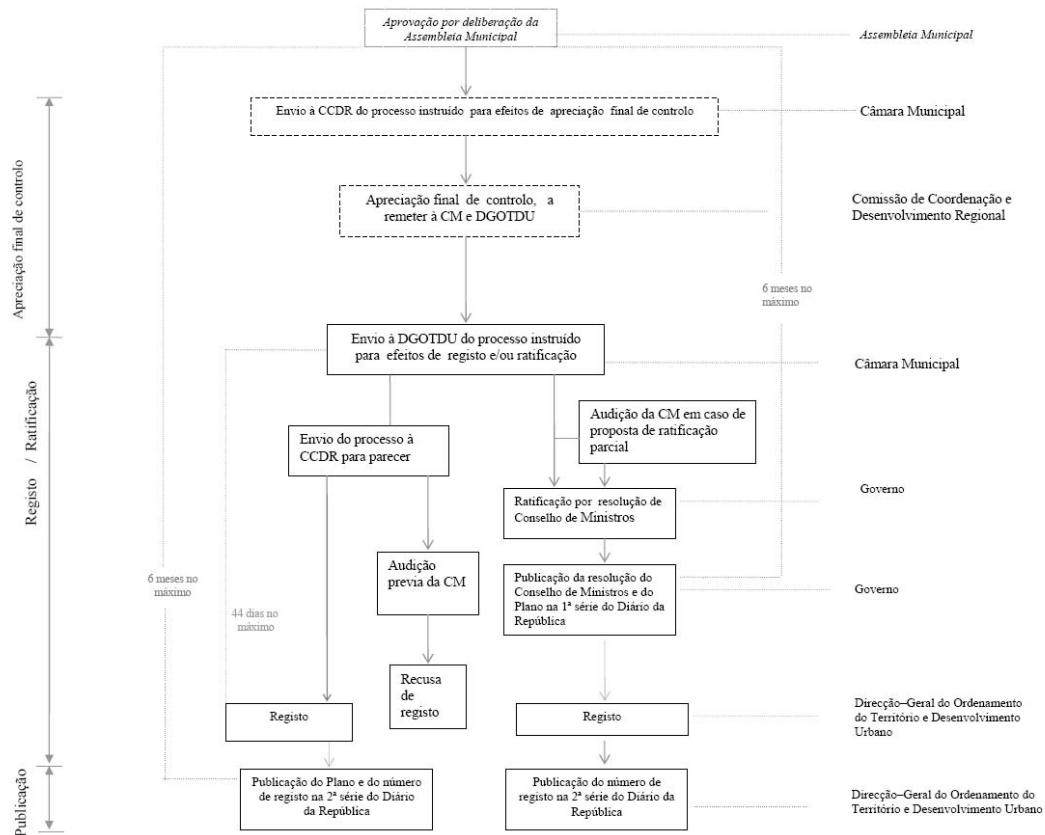 Aprovação por deliberação da
Assembleia Municipal
Assembleia Municipal
Envio à CCDR do processo instruído para efeitos de apreciação final de controlo
Câmara Municipal
Apreciação final de controlo
Apreciação final de controlo, a
remeter à CM e DGOTDU
Comissão de Coordenação e
Desenvolvimento Regional
6 meses no
máximo
Envio à DGOTDU do processo instruído
para efeitos de registo e/ou ratificação
Câmara Municipal
Registo / Ratificação
Audição da CM em caso de
proposta de ratificação
parcial
Envio do processo à
CCDR para parecer
Ratificação por resolução de
Conselho de Ministros
Governo
Audição
previa da CM
Publicação da resolução do
Conselho de Ministros e do
Plano na 1ª série do Diário da
República
Governo
6 meses no
máximo
44 dias no
máximo
Recusa
de
registo
Registo
Registo
Direcção–Geral do Ordenamento
do Território e Desenvolvimento
Urbano
Publicação
Publicação do Plano e do número
de registo na 2ª série do Diário
da República
Publicação do número de
registo na 2ª série do Diário da
República
Direcção–Geral do Ordenamento do
Território e Desenvolvimento Urbano